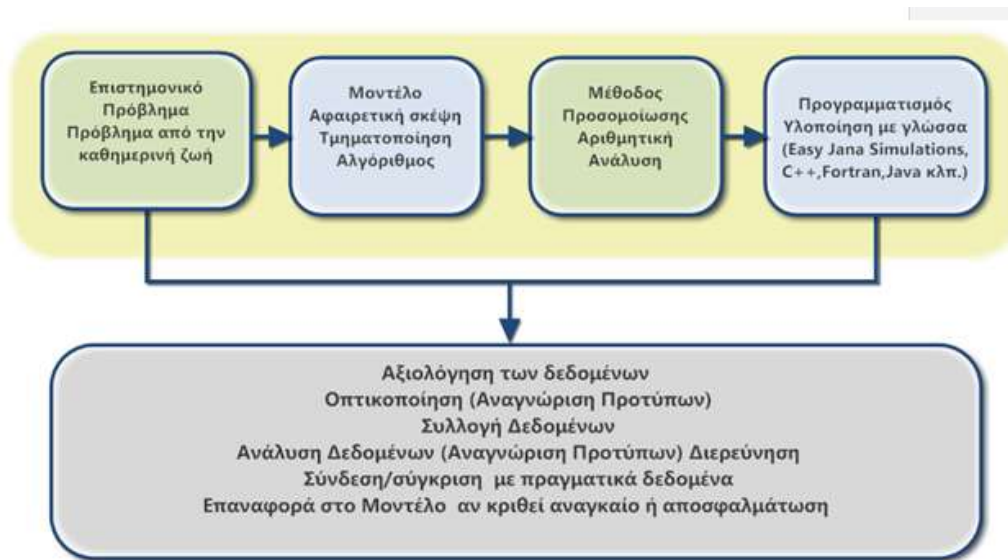 Επιστημονικό
Πρόβλημα
Πρόβλημα από την
καθημερινή ζωή
Μοντέλο
Αφαιρετική σκέψη
Τμηματοποίηση
Αλγόριθμος
Μέθοδος
Προσομοίωσης
Αριθμητική
Ανάλυση
Προγραμματισμός
Υλοποίηση με γλώσσα
(Easy Jana Simulations,
C++,Fortran,Java κλπ.)
Αξιολόγηση των δεδομένων
Οπτικοποίηση (Αναγνώριση Προτύπων)
Συλλογή Δεδομένων
Ανάλυση Δεδομένων (Αναγνώριση Προτύπων) Διερεύνηση
Σύνδεση/σύγκριση με πραγματικά δεδομένα
Επαναφορά στο Μοντέλο αν κριθεί αναγκαίο ή αποσφαλμάτωση